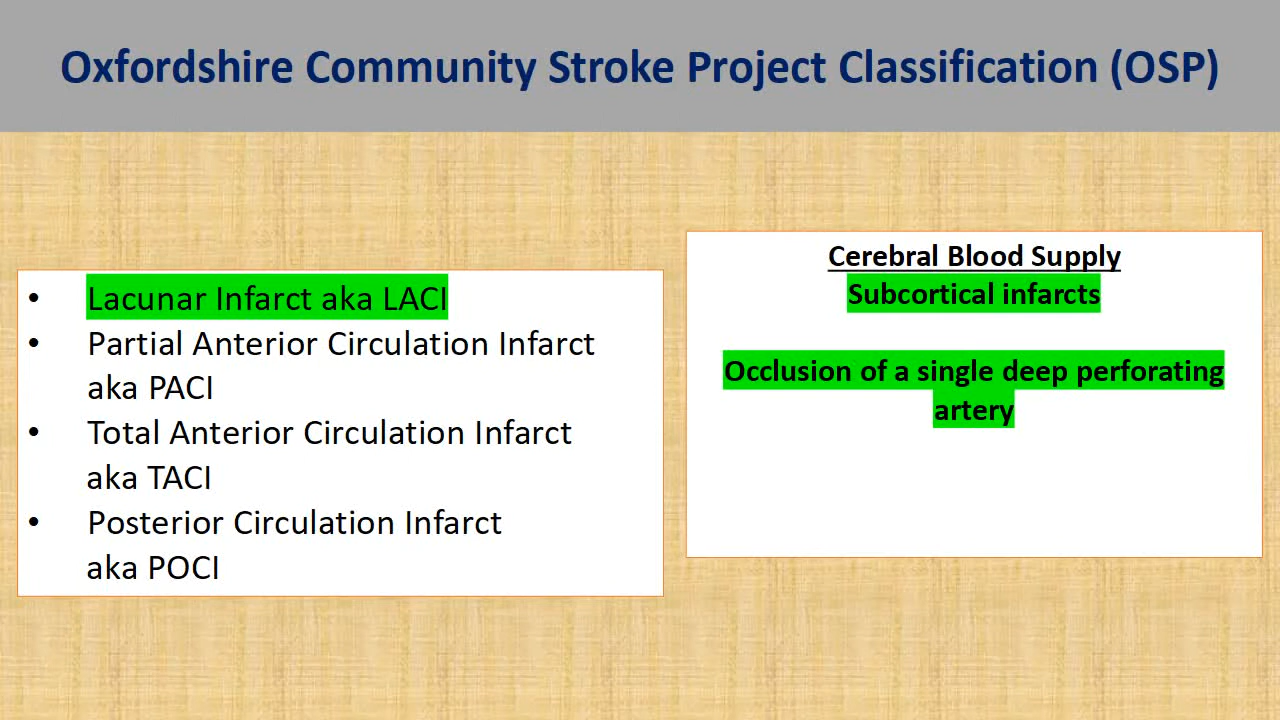 Oxfordshire Community Stroke Project Classification (OSP)
• Lacunar Infarct aka LACI
• Partial Anterior Circulation Infarct
aka PACI
• Total Anterior Circulation Infarct
aka TACI
• Posterior Circulation Infarct
aka POCI
Cerebral Blood Supply
Subcortical infarcts
Occlusion of a single deep perforating
artery